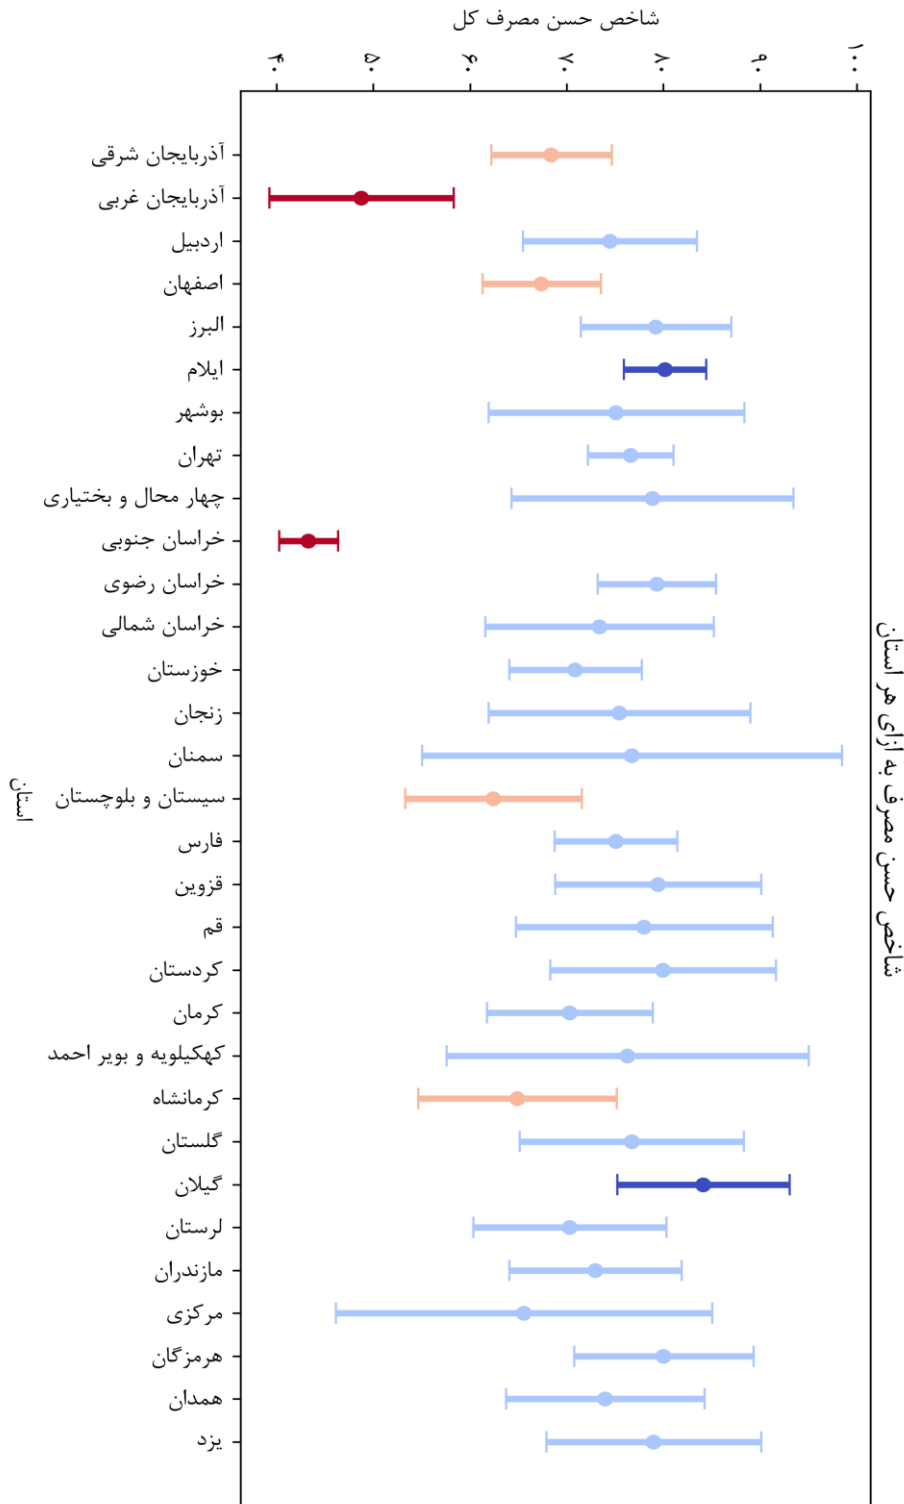 شاخص حسن مصرف کل
۴۰
۵۰
۶۰
۷۰
۸۰
۹۰
۱۰۰
آذربایجان شرقی
آذربایجان غربی
اردبیل
اصفهان
البرز
ایلام
بوشهر
تهران
چهار محال و بختیاری
خراسان جنوبی
خراسان رضوی
خراسان شمالی
خوزستان
زنجان
سمنان
سیستان و بلوچستان
فارس
قزوین
قم
کردستان
کرمان
کهکیلویه و بویر احمد
کرمانشاه
گلستان
گیلان
لرستان
مازندران
مرکزی
هرمزگان
همدان
یزد
استان
شاخص حسن مصرف به ازای هر استان